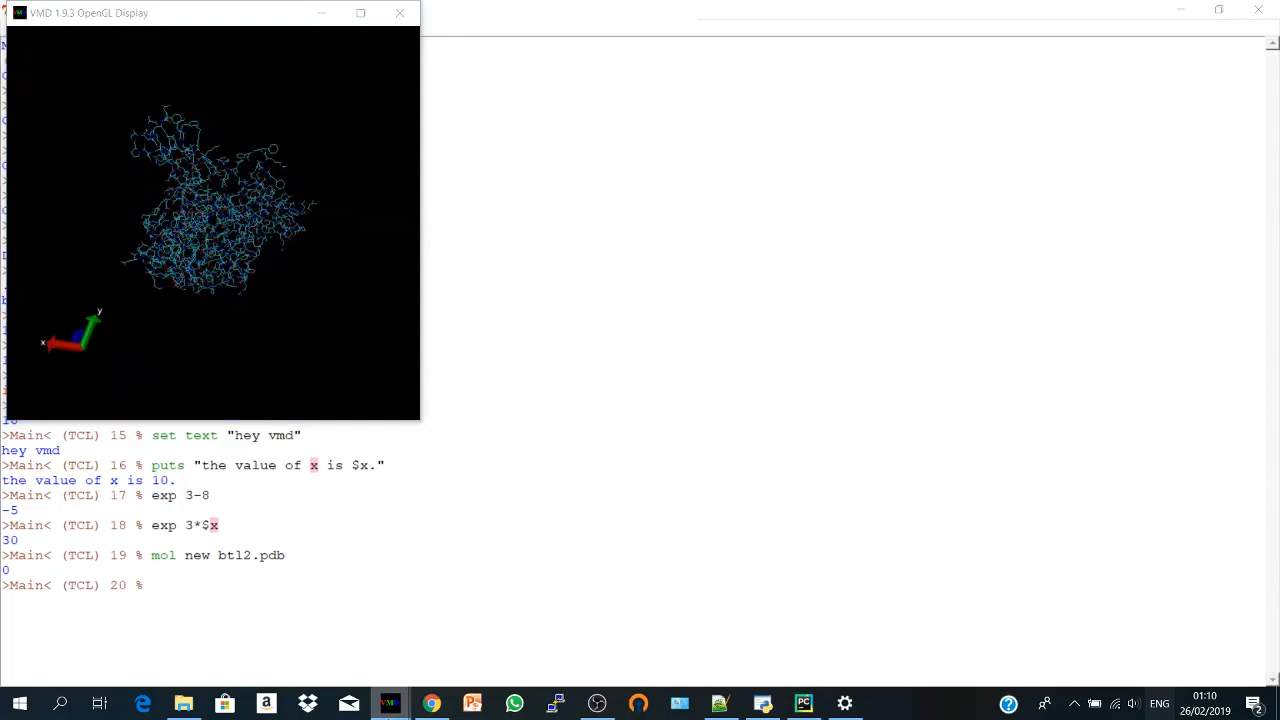 VMD 1.9.3 OpenGL Display
y
x
>Main< (TCL) 15 % set text "hey vmd"
hey vmd
>Main< (TCL) 16 % puts "the value of x is $x."
the value of x is 10.
>Main< (TCL) 17 % exp 3-8
-5
>Main< (TCL) 18 % exp 3*$x
30
>Main< (TCL) 19 % mol new btl2.pdb
0
>Main< (TCL) 20 %
a
VMD
PC
ENG
01:10
26/02/2019
2